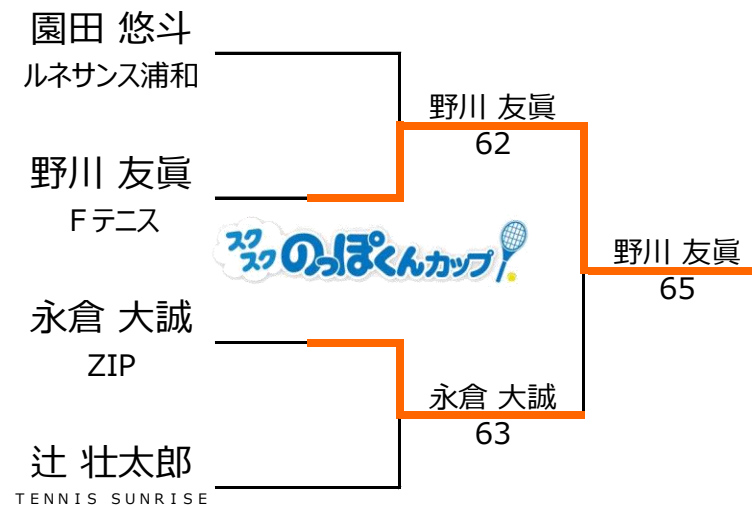 園田 悠斗
ルネサンス浦和
野川 友眞
62
野川 友眞
Fテニス
スクスク のっぽくんカップ
野川 友眞
65
永倉 大誠
ZIP
永倉 大誠
63
辻 壮太郎
TENNIS SUNRISE